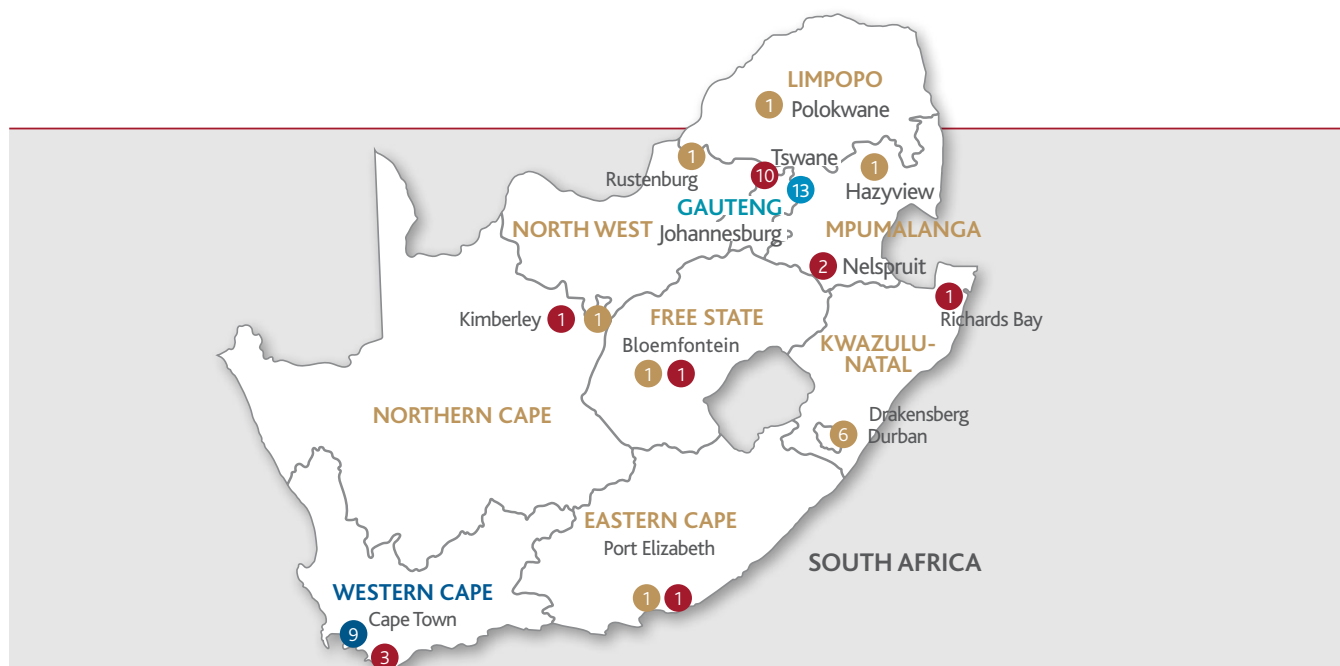 LIMPOPO
1 Polokwane
1
Rustenburg
Tswane
10
13
1
Hazyview
GAUTENG
NORTH WEST
Johannesburg
MPUMALANGA
2 Nelspruit
1
Richards Bay
Kimberley 1 1
FREE STATE
Bloemfontein
1 1
KWAZULU-
NATAL
NORTHERN CAPE
Drakensberg
6 Durban
EASTERN CAPE
Port Elizabeth
1 1
SOUTH AFRICA
WESTERN CAPE
Cape Town
9
3